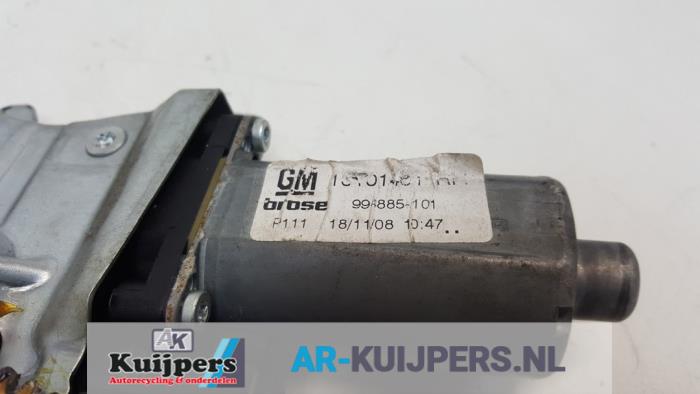 GM
brose 994885-101
P111 18/11/08 10:47
AK
Kuijpers
Autorecycling & onderdelen
AR-KUIJPERS.NL